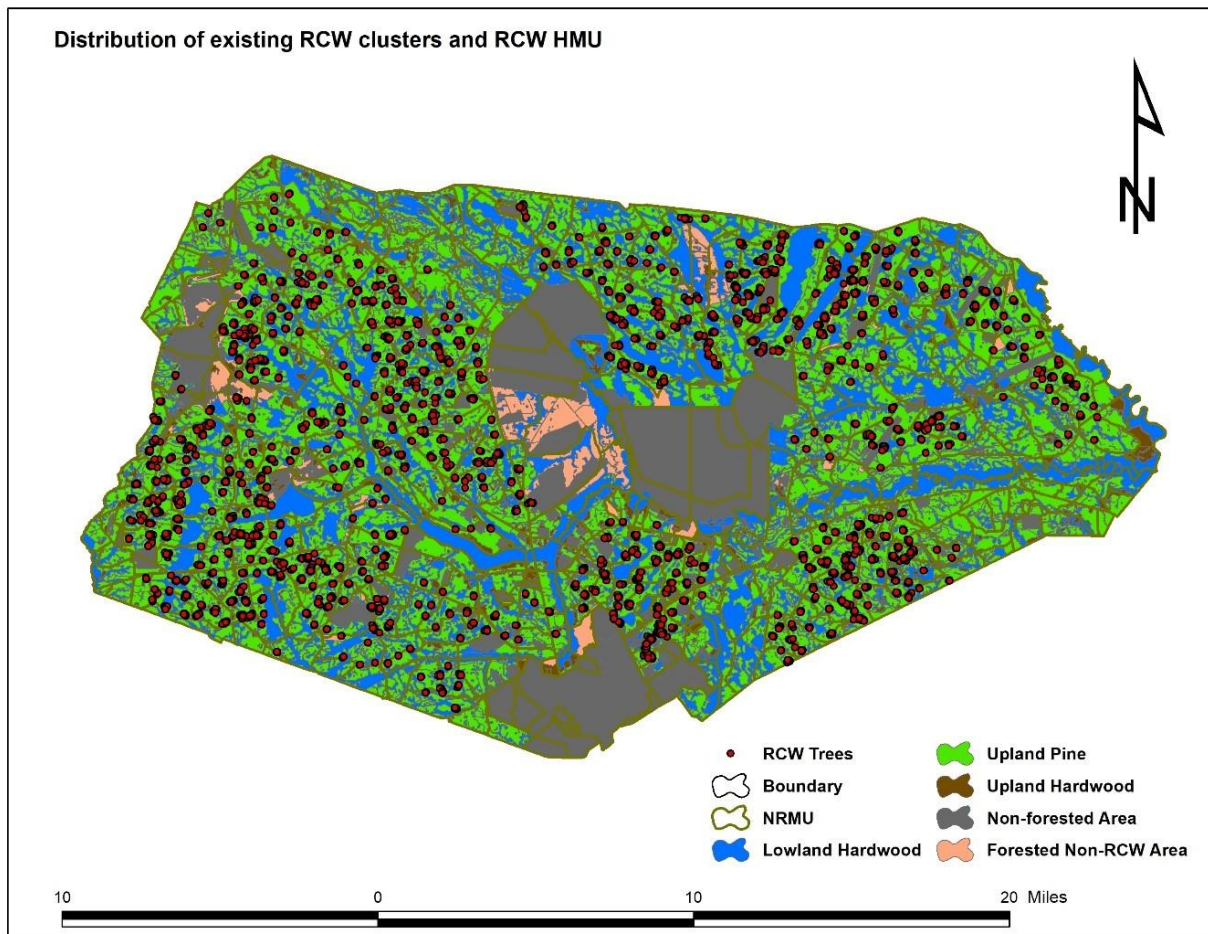 Distribution of existing RCW clusters and RCW HMU
N
RCW Trees
Boundary
NRMU
Lowland Hardwood
Upland Pine
Upland Hardwood
Non-forested Area
Forested Non-RCW Area
10 0 10 20 Miles